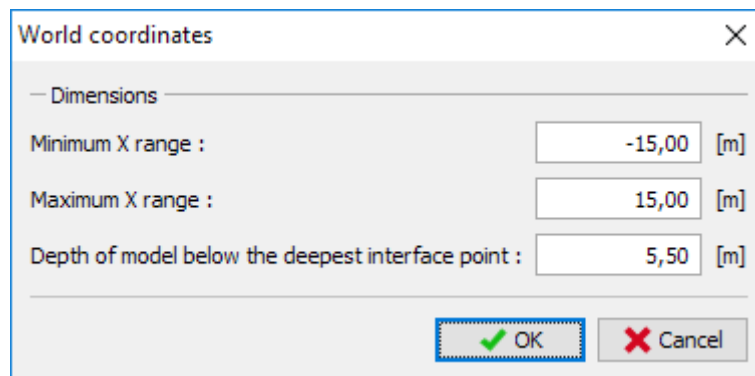 World coordinates
Dimensions
Minimum X range : -15,00 [m]
Maximum X range : 15,00 [m]
Depth of model below the deepest interface point : 5,50 [m]
OK Cancel